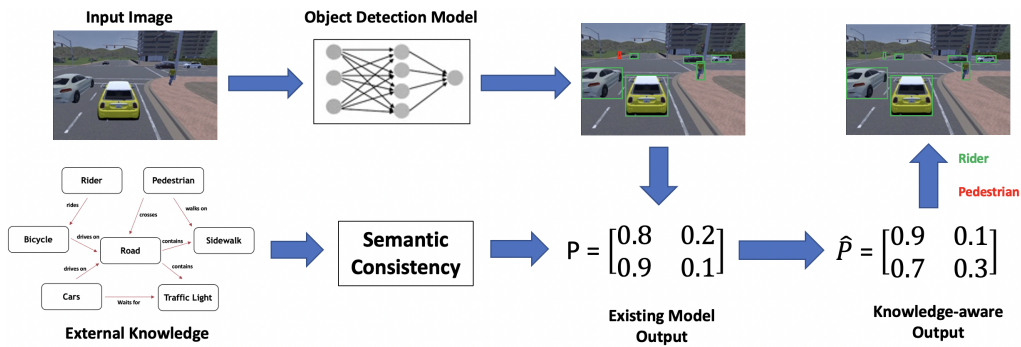 Input Image
Object Detection Model
Rider
Pedestrian
Rider
Pedestrian
rides
crosses
walks on
Bicycle
drives on
Road
contains
Sidewalk
drives on
contains
Cars
Waits for
Traffic Light
External Knowledge
Semantic
Consistency
P = [0.8 0.2
0.9 0.1]
P̂ = [0.9 0.1
0.7 0.3]
Existing Model
Output
Knowledge-aware
Output